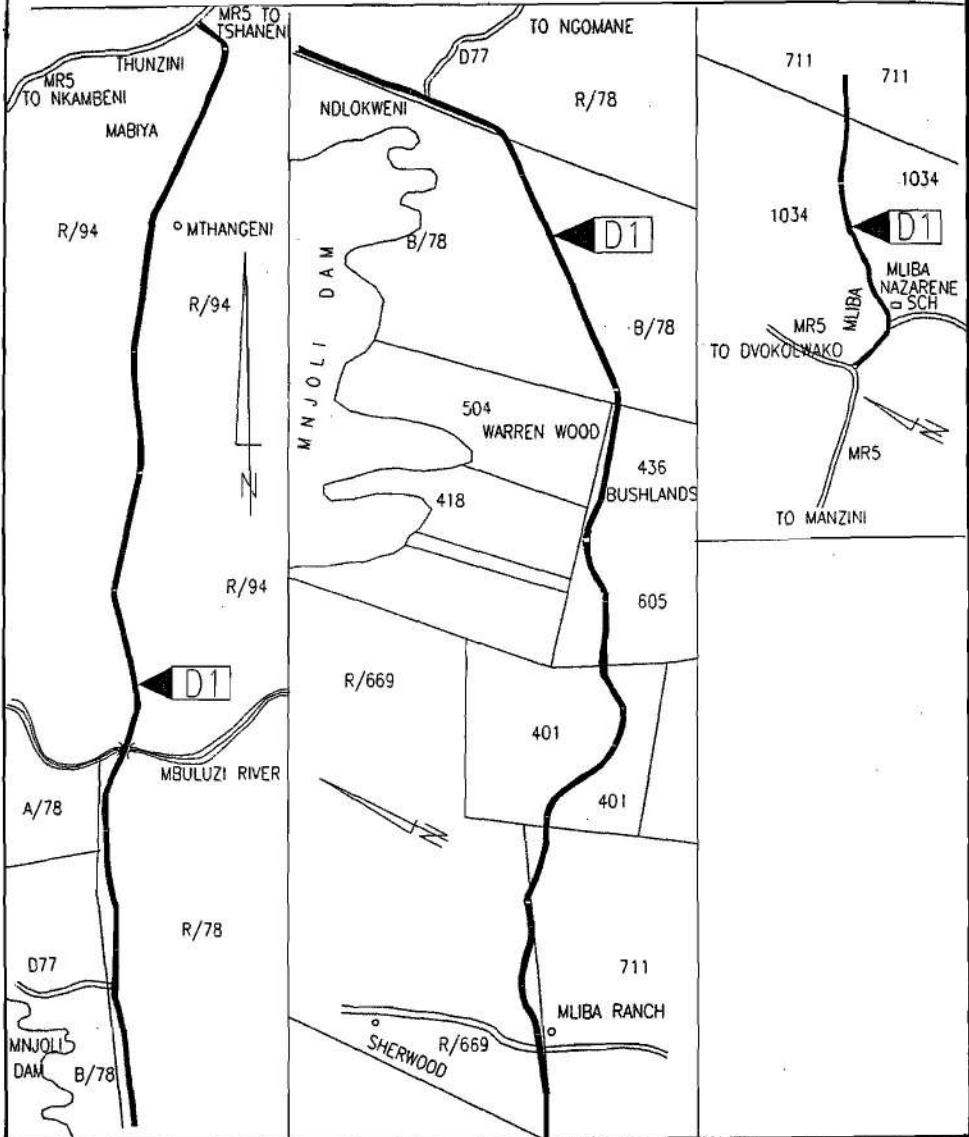 MR5 TO
TSHANENI
THUNZINI
MR5
TO NKAMBENI
MABIYA
R/94
MTHANGENI
R/94
N
R/94
D1
MBULUZI RIVER
A/78
R/78
D77
MNJOLI
DAM
B/78
TO NGOMANE
D77
R/78
NDLOKWENI
B/78
D1
MNJOLI DAM
B/78
504
WARREN WOOD
436
BUSHLANDS
418
605
R/669
401
401
N
711
MLIBA RANCH
R/669
SHERWOOD
711
711
1034
1034
D1
MLIBA
NAZARENE
SCH
MLIBA
MR5
TO DVOKOLWAKO
N
MR5
TO MANZINI